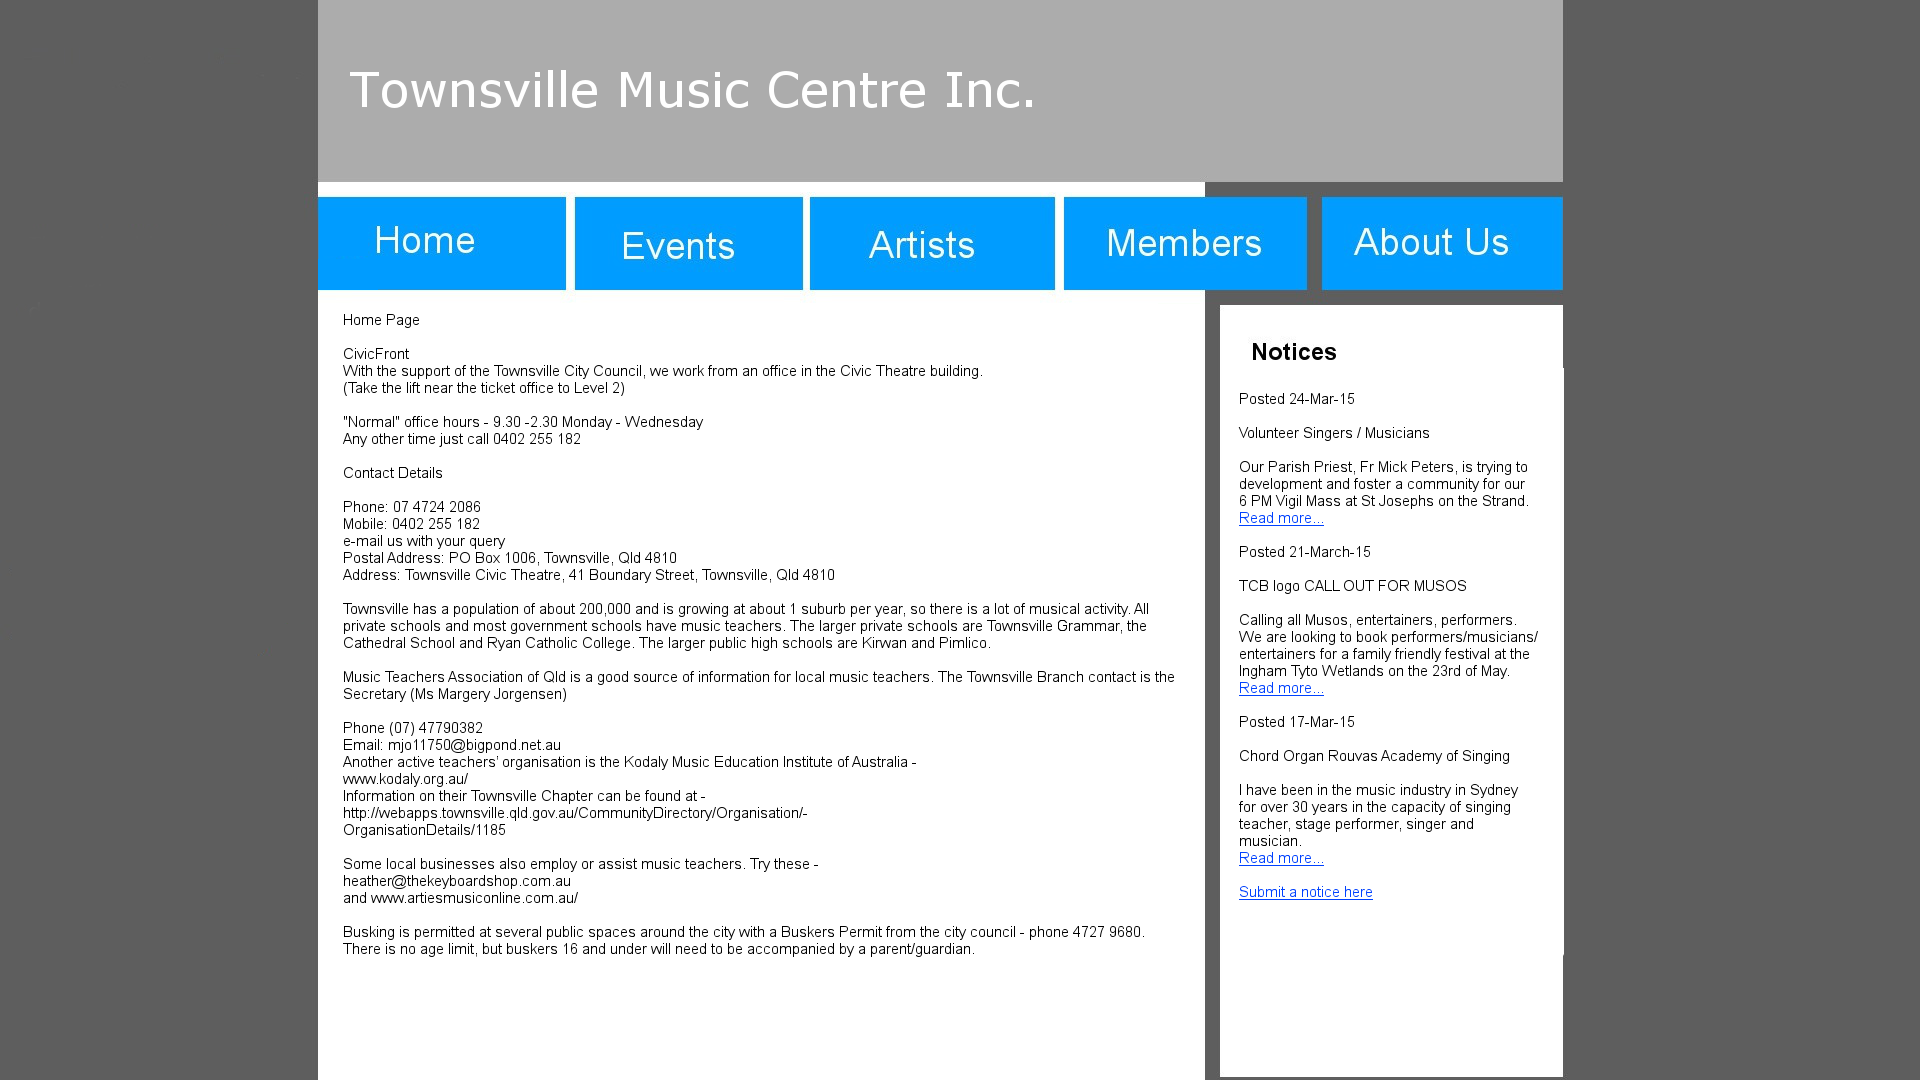 Townsville Music Centre Inc.
Home
Events
Artists
Members
About Us
Home Page
CivicFront
With the support of the Townsville City Council, we work from an office in the Civic Theatre building.
(Take the lift near the ticket office to Level 2)
"Normal" office hours - 9.30 -2.30 Monday - Wednesday
Any other time just call 0402 255 182
Contact Details
Phone: 07 4724 2086
Mobile: 0402 255 182
e-mail us with your query
Postal Address: PO Box 1006, Townsville, Qld 4810
Address: Townsville Civic Theatre, 41 Boundary Street, Townsville, Qld 4810
Townsville has a population of about 200,000 and is growing at about 1 suburb per year, so there is a lot of musical activity. All
private schools and most government schools have music teachers. The larger private schools are Townsville Grammar, the
Cathedral School and Ryan Catholic College. The larger public high schools are Kirwan and Pimlico.
Music Teachers Association of Qld is a good source of information for local music teachers. The Townsville Branch contact is the
Secretary (Ms Margery Jorgensen)
Phone (07) 47790382
Email: mjo11750@bigpond.net.au
Another active teachers' organisation is the Kodaly Music Education Institute of Australia -
www.kodaly.org.au/
Information on their Townsville Chapter can be found at -
http://webapps.townsville.qld.gov.au/CommunityDirectory/Organisation/-
OrganisationDetails/1185
Some local businesses also employ or assist music teachers. Try these -
heather@thekeyboardshop.com.au
and www.artiesmusiconline.com.au/
Busking is permitted at several public spaces around the city with a Buskers Permit from the city council - phone 4727 9680.
There is no age limit, but buskers 16 and under will need to be accompanied by a parent/guardian.
Notices
Posted 24-Mar-15
Volunteer Singers / Musicians
Our Parish Priest, Fr Mick Peters, is trying to
development and foster a community for our
6 PM Vigil Mass at St Josephs on the Strand.
Read more...
Posted 21-March-15
TCB logo CALL OUT FOR MUSOS
Calling all Musos, entertainers, performers.
We are looking to book performers/musicians/
entertainers for a family friendly festival at the
Ingham Tyto Wetlands on the 23rd of May.
Read more...
Posted 17-Mar-15
Chord Organ Rouvas Academy of Singing
I have been in the music industry in Sydney
for over 30 years in the capacity of singing
teacher, stage performer, singer and
musician.
Read more...
Submit a notice here